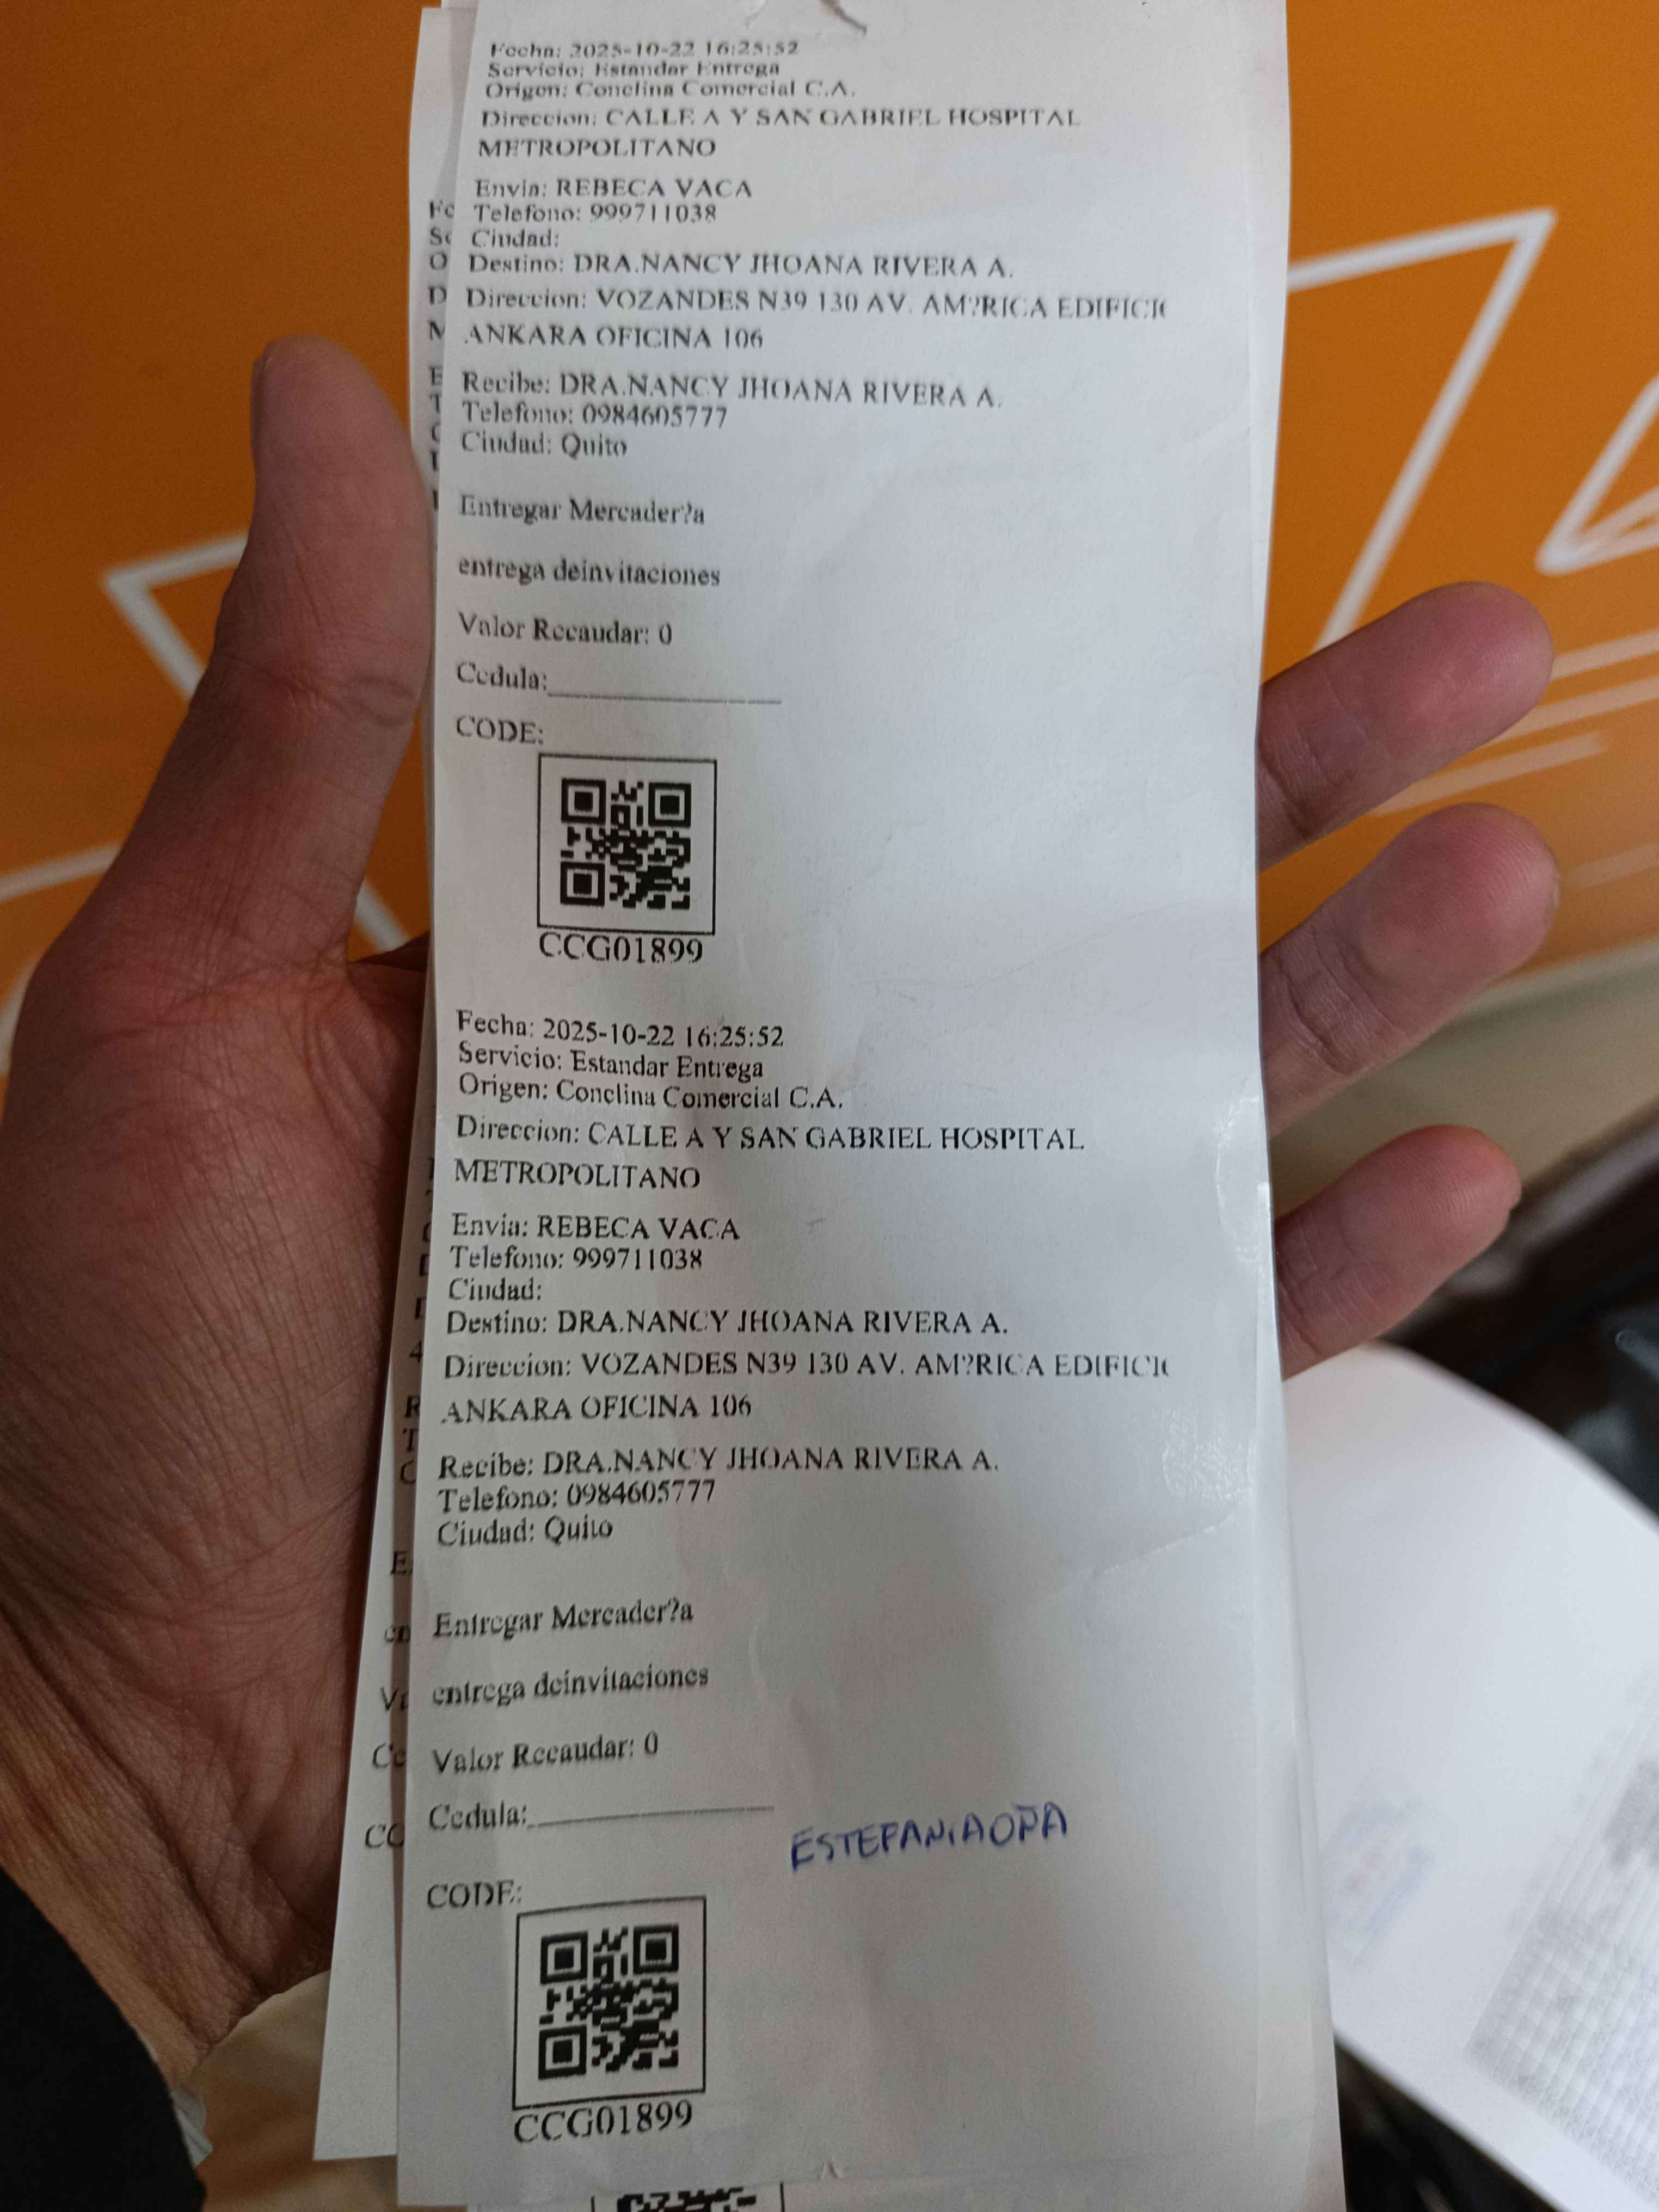 Fecha: 2025-10-22 16:25:52
Servicio: Estandar Entrega
Origen: Conclina Comercial C.A.
Direccion: CALLE A Y SAN GABRIEL HOSPITAL
METROPOLITANO
Envia: REBECA VACA
Telefono: 999711038
Ciudad:
Destino: DRA.NANCY JHOANA RIVERA A.
Direccion: VOZANDES N39 130 AV. AM?RICA EDIFICI
ANKARA OFICINA 106
Recibe: DRA.NANCY JHOANA RIVERA A.
Telefono: 0984605777
Ciudad: Quito
Entregar Mercader?a
entrega deinvitaciones
Valor Recaudar: 0
Cedula:
CODE:
CCG01899
Fecha: 2025-10-22 16:25:52
Servicio: Estandar Entrega
Origen: Conclina Comercial C.A.
Direccion: CALLE A Y SAN GABRIEL HOSPITAL
METROPOLITANO
Envia: REBECA VACA
Telefono: 999711038
Ciudad:
Destino: DRA.NANCY JHOANA RIVERA A.
Direccion: VOZANDES N39 130 AV. AM?RICA EDIFICI
ANKARA OFICINA 106
Recibe: DRA.NANCY JHOANA RIVERA A.
Telefono: 0984605777
Ciudad: Quito
Entregar Mercader?a
entrega deinvitaciones
Valor Recaudar: 0
Cedula:
ESTEFANIA OÑA
CODE:
CCG01899